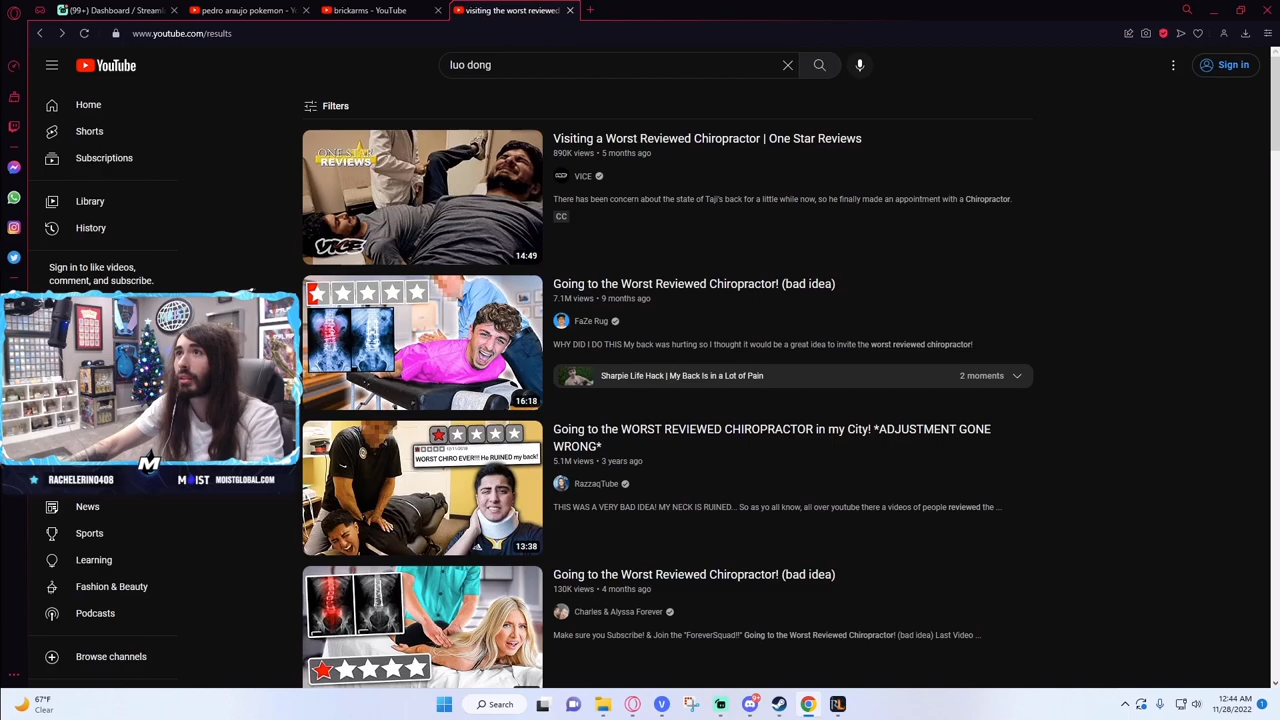 (99+) Dashboard / Streaml
pedro araujo pokemon - Yo
brickarms - YouTube
visiting the worst reviewed
www.youtube.com/results
YouTube
luo dong
Sign in
Home
Shorts
Subscriptions
Library
History
Sign in to like videos,
comment, and subscribe.
RACHELERINO408
M MOIST MOISTGLOBAL.COM
News
Sports
Learning
Fashion & Beauty
Podcasts
Browse channels
Filters
ONE STAR
REVIEWS
VICE
14:49
Visiting a Worst Reviewed Chiropractor | One Star Reviews
890K views • 5 months ago
VICE
There has been concern about the state of Taji's back for a little while now, so he finally made an appointment with a Chiropractor.
CC
16:18
Going to the Worst Reviewed Chiropractor! (bad idea)
7.1M views • 9 months ago
FaZe Rug
WHY DID I DO THIS My back was hurting so I thought it would be a great idea to invite the worst reviewed chiropractor!
Sharpie Life Hack | My Back Is in a Lot of Pain
2 moments
WORST CHIRO EVER!!! He RUINED my back!
13:38
Going to the WORST REVIEWED CHIROPRACTOR in my City! *ADJUSTMENT GONE
WRONG*
5.1M views • 3 years ago
RazzaqTube
THIS WAS A VERY BAD IDEA! MY NECK IS RUINED... So as yo all know, all over youtube there a videos of people reviewed the ...
Going to the Worst Reviewed Chiropractor! (bad idea)
130K views • 4 months ago
Charles & Alyssa Forever
Make sure you Subscribe! & Join the "ForeverSquad!!" Going to the Worst Reviewed Chiropractor! (bad idea) Last Video ...
67°F
Clear
Search
12:44 AM
11/28/2022